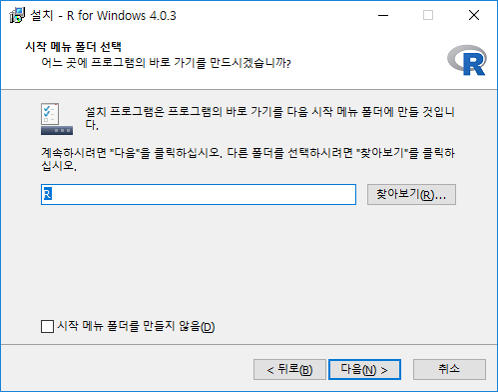 설치 - R for Windows 4.0.3
시작 메뉴 폴더 선택
어느 곳에 프로그램의 바로 가기를 만드시겠습니까?
R
설치 프로그램은 프로그램의 바로 가기를 다음 시작 메뉴 폴더에 만들 것입니
다.
계속하시려면 "다음"을 클릭하십시오. 다른 폴더를 선택하시려면 "찾아보기"를 클릭하
십시오.
R
찾아보기(R)...
시작 메뉴 폴더를 만들지 않음(D)
< 뒤로(B)
다음(N) >
취소